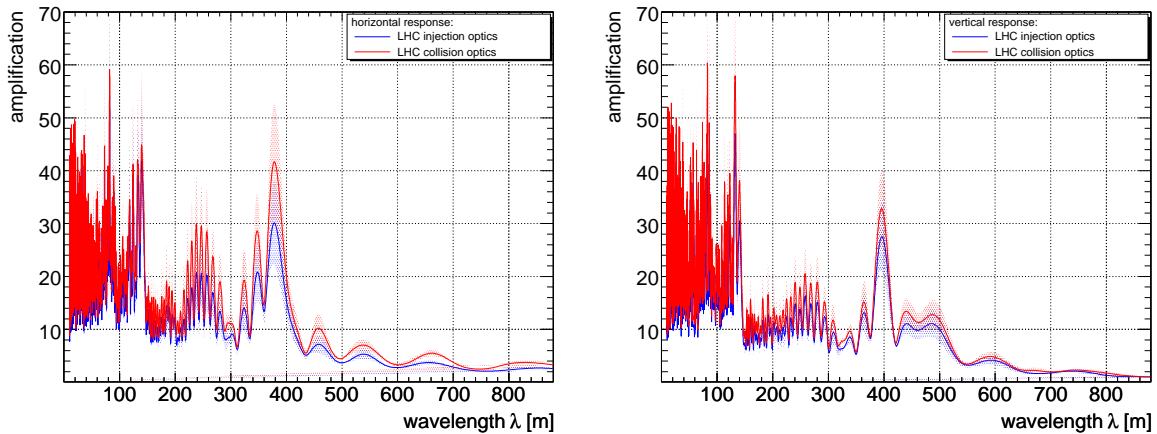 amplification
70
60
50
40
30
20
10
horizontal response:
LHC injection optics
LHC collision optics
100 200 300 400 500 600 700 800
wavelength λ [m]
amplification
70
60
50
40
30
20
10
vertical response:
LHC injection optics
LHC collision optics
100 200 300 400 500 600 700 800
wavelength λ [m]